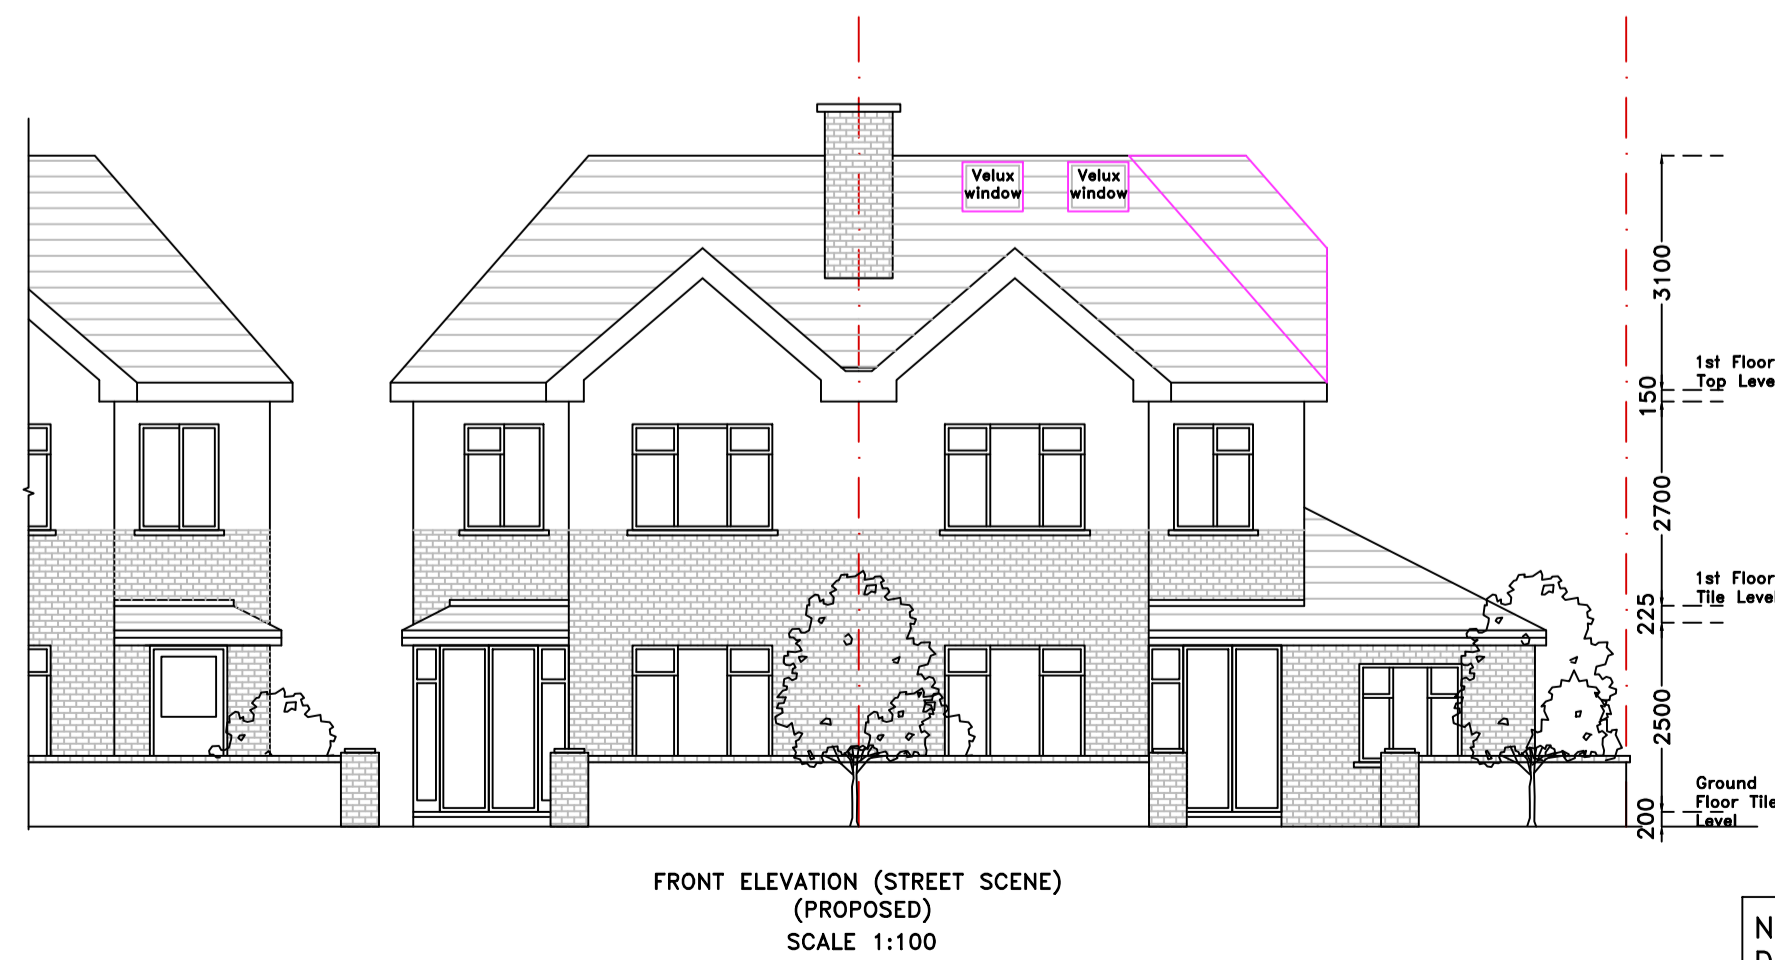 Velux
window
Velux
window
3100
1st Floor
Top Leve
150
2700
1st Floor
Tile Level
225
2500
Ground
Floor Tile
Level
200
FRONT ELEVATION (STREET SCENE)
(PROPOSED)
SCALE 1:100
N
D